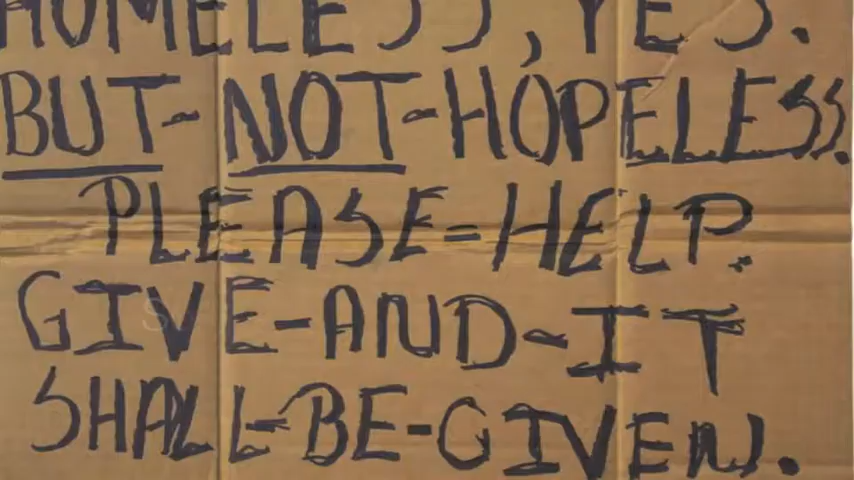 HOMELESS, YES.
BUT-NOT-HOPELESS.
PLEASE=HELP.
GIVE-AND-IT
SHALL-BE-GIVEN.